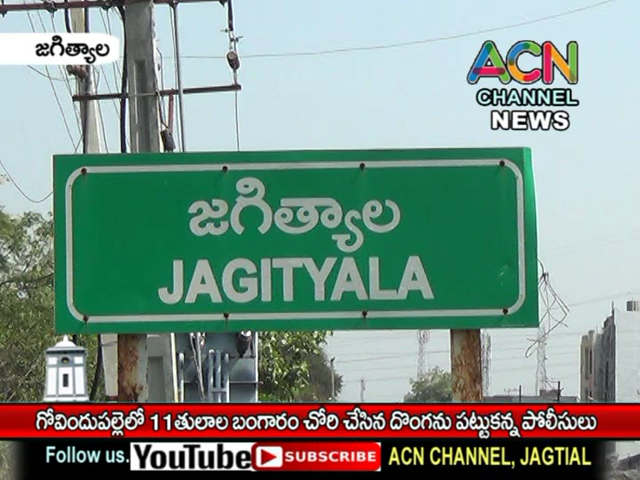 జగిత్యాల
ACN
CHANNEL
NEWS
జగిత్యాల
JAGITYALA
గోవిందుపల్లెలో 11తులాల బంగారం చోరి చేసిన దొంగను పట్టుకున్న పోలీసులు
Follow us. YouTube SUBSCRIBE ACN CHANNEL, JAGTIAL